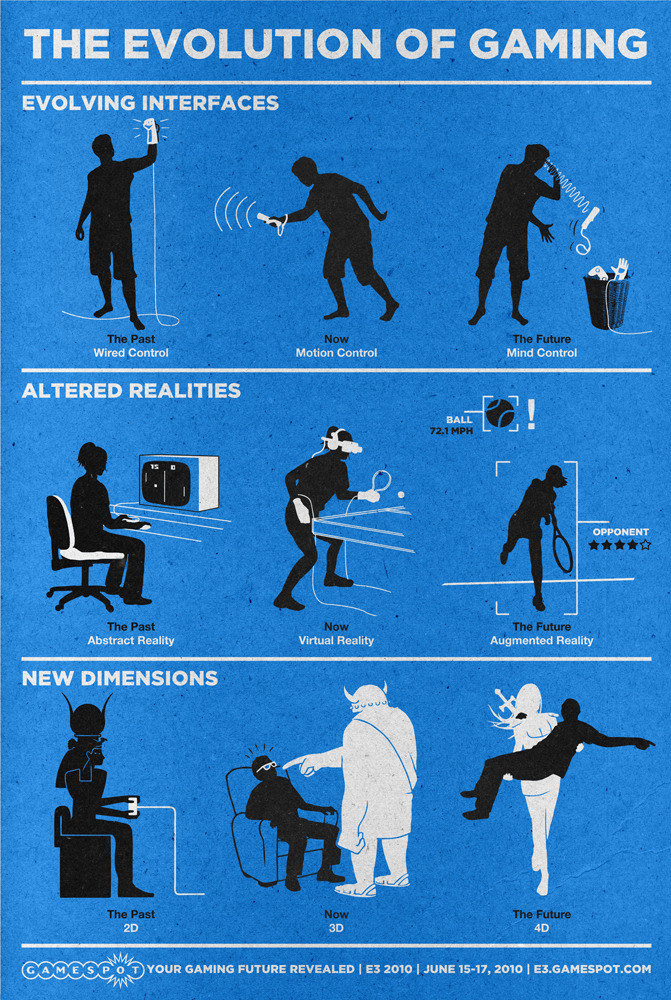 THE EVOLUTION OF GAMING
EVOLVING INTERFACES
The Past
Wired Control
Now
Motion Control
The Future
Mind Control
ALTERED REALITIES
BALL
72.1 MPH
!
15 0
OPPONENT
The Past
Abstract Reality
Now
Virtual Reality
The Future
Augmented Reality
NEW DIMENSIONS
The Past
2D
Now
3D
The Future
4D
GAMESPOT YOUR GAMING FUTURE REVEALED | E3 2010 | JUNE 15-17, 2010 | E3.GAMESPOT.COM